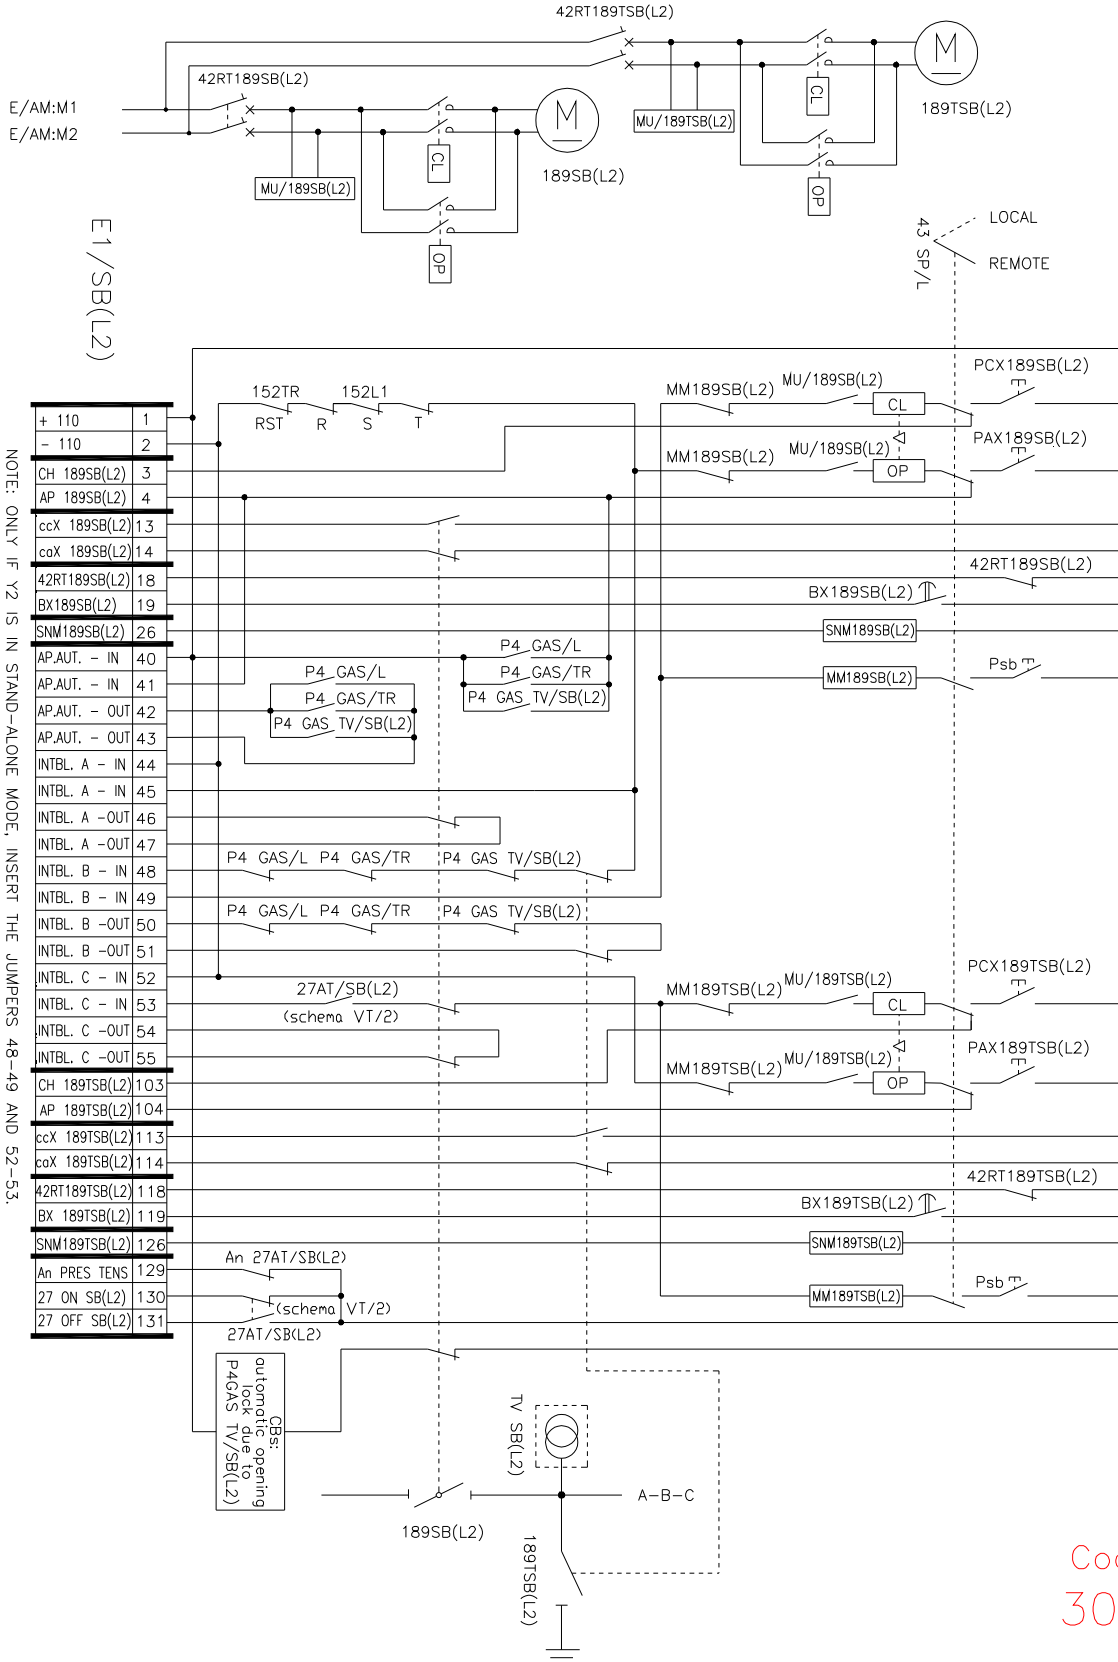 42RT189TSB(L2)
M
42RT189SB(L2)
CL
189TSB(L2)
E/AM:M1
M
MU/189TSB(L2)
E/AM:M2
CL
189SB(L2)
MU/189SB(L2)
OP
OP
E1/SB(L2)
43 SP/L
LOCAL
REMOTE
NOTE: ONLY IF Y2 IS IN STAND-ALONE MODE, INSERT THE JUMPERS 48-49 AND 52-53.
+ 110 1
- 110 2
CH 189SB(L2) 3
AP 189SB(L2) 4
ccX 189SB(L2) 13
caX 189SB(L2) 14
42RT189SB(L2) 18
BX189SB(L2) 19
SNM189SB(L2) 26
AP.AUT. - IN 40
AP.AUT. - IN 41
AP.AUT. - OUT 42
AP.AUT. - OUT 43
INTBL. A - IN 44
INTBL. A - IN 45
INTBL. A -OUT 46
INTBL. A -OUT 47
INTBL. B - IN 48
INTBL. B - IN 49
INTBL. B -OUT 50
INTBL. B -OUT 51
INTBL. C - IN 52
INTBL. C - IN 53
INTBL. C -OUT 54
INTBL. C -OUT 55
CH 189TSB(L2) 103
AP 189TSB(L2) 104
ccX 189TSB(L2) 113
caX 189TSB(L2) 114
42RT189TSB(L2) 118
BX 189TSB(L2) 119
SNM189TSB(L2) 126
An PRES TENS 129
27 ON SB(L2) 130
27 OFF SB(L2) 131
152TR 152L1
RST R S T
MM189SB(L2) MU/189SB(L2) CL PCX189SB(L2)
MM189SB(L2) MU/189SB(L2) OP PAX189SB(L2)
42RT189SB(L2)
BX189SB(L2)
SNM189SB(L2)
P4 GAS/L
P4 GAS/TR
P4 GAS TV/SB(L2)
P4 GAS/L
P4 GAS/TR
P4 GAS TV/SB(L2)
MM189SB(L2) Psb
P4 GAS/L P4 GAS/TR P4 GAS TV/SB(L2)
P4 GAS/L P4 GAS/TR P4 GAS TV/SB(L2)
27AT/SB(L2)
(schema VT/2)
MM189TSB(L2) MU/189TSB(L2) CL PCX189TSB(L2)
MM189TSB(L2) MU/189TSB(L2) OP PAX189TSB(L2)
42RT189TSB(L2)
BX189TSB(L2)
SNM189TSB(L2)
An 27AT/SB(L2)
(schema VT/2)
27AT/SB(L2)
MM189TSB(L2) Psb
CBs:
automatic opening
lock due to
P4GAS TV/SB(L2)
TV SB(L2)
A-B-C
189SB(L2)
189TSB(L2)
30